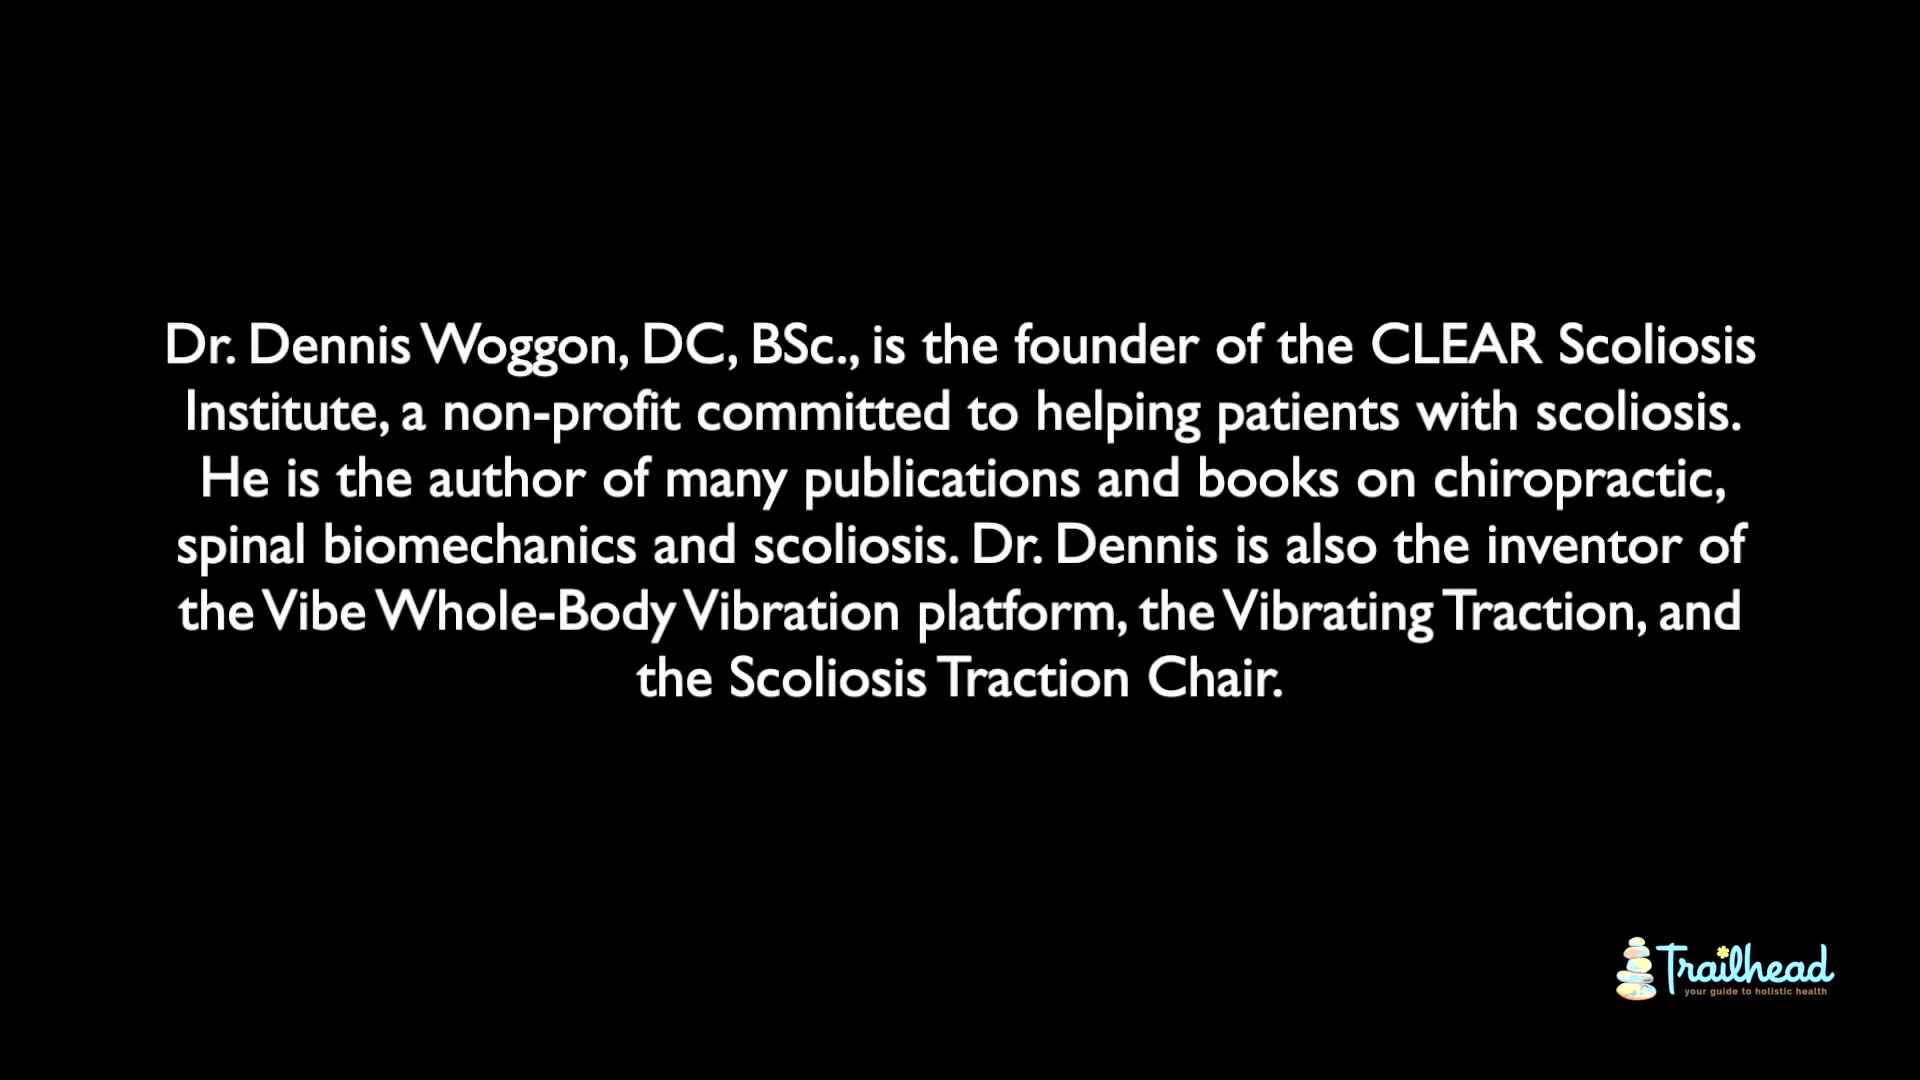 Dr. Dennis Woggon, DC, BSc., is the founder of the CLEAR Scoliosis
Institute, a non-profit committed to helping patients with scoliosis.
He is the author of many publications and books on chiropractic,
spinal biomechanics and scoliosis. Dr. Dennis is also the inventor of
the Vibe Whole-Body Vibration platform, the Vibrating Traction, and
the Scoliosis Traction Chair.
Trailhead
your guide to holistic health